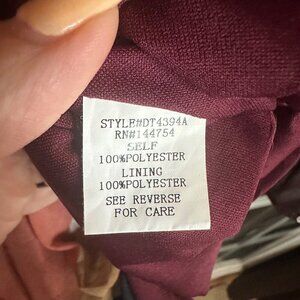 STYLE#DT4394A
RN#144754
SELF
100%POLYESTER
LINING
100%POLYESTER
SEE REVERSE
FOR CARE